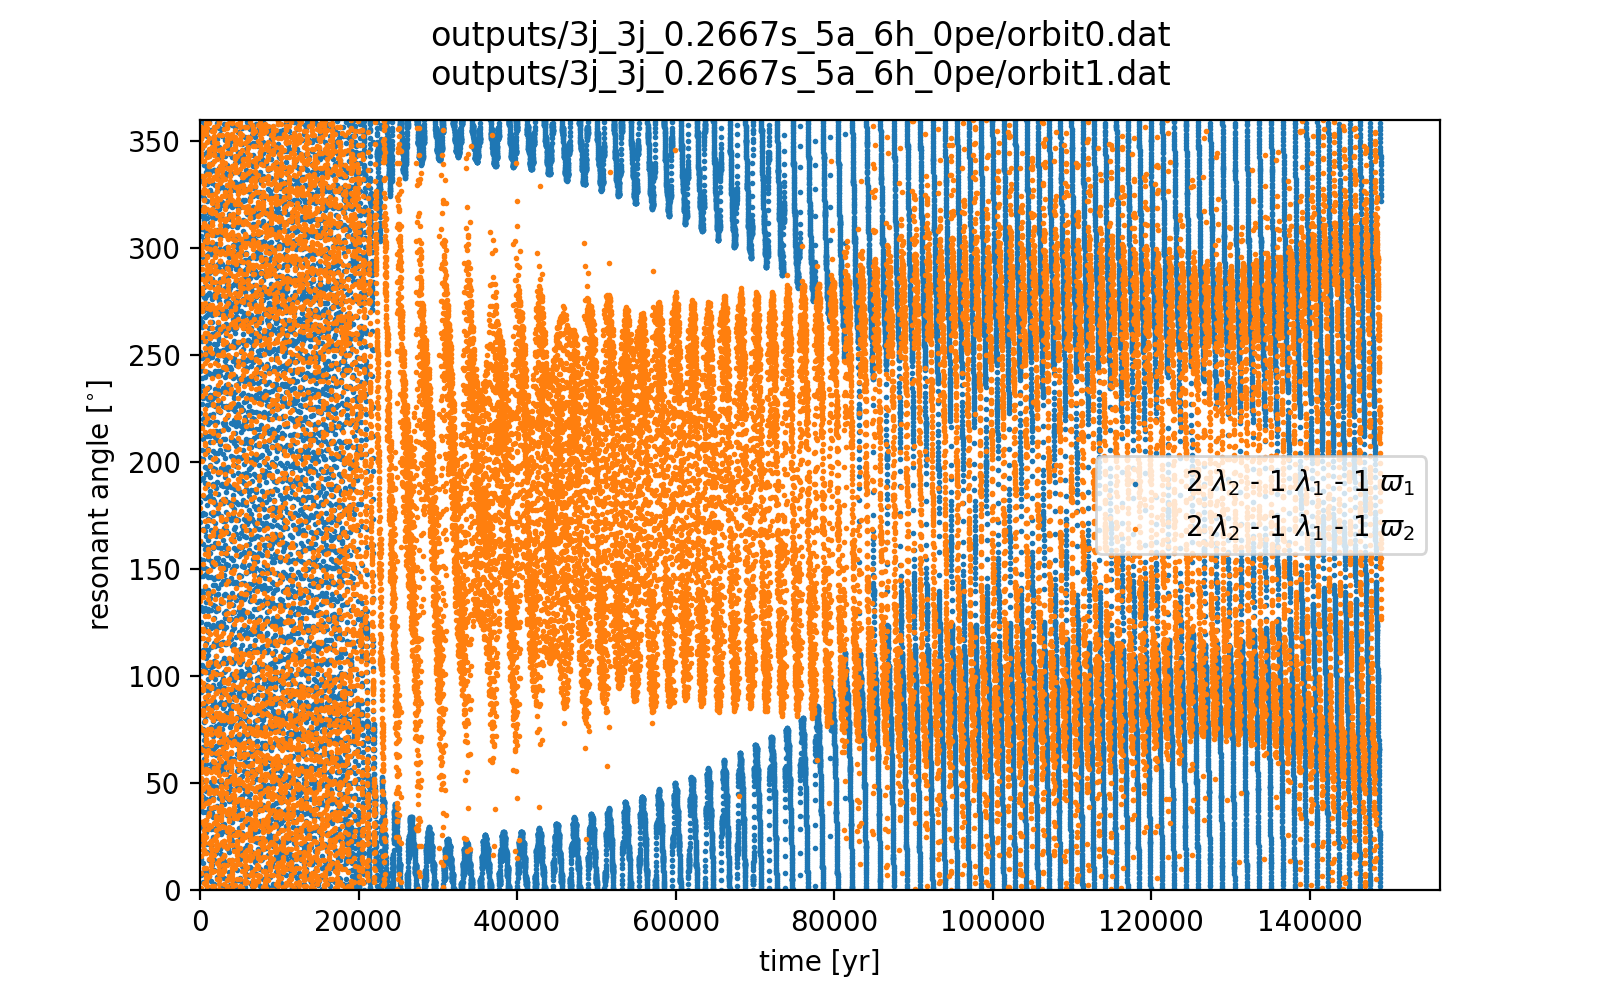 outputs/3j_3j_0.2667s_5a_6h_0pe/orbit0.dat
outputs/3j_3j_0.2667s_5a_6h_0pe/orbit1.dat
350
300
250
200
150
100
50
0
resonant angle [°]
2 λ₂ - 1 λ₁ - 1 ϖ₁
2 λ₂ - 1 λ₁ - 1 ϖ₂
0 20000 40000 60000 80000 100000 120000 140000
time [yr]